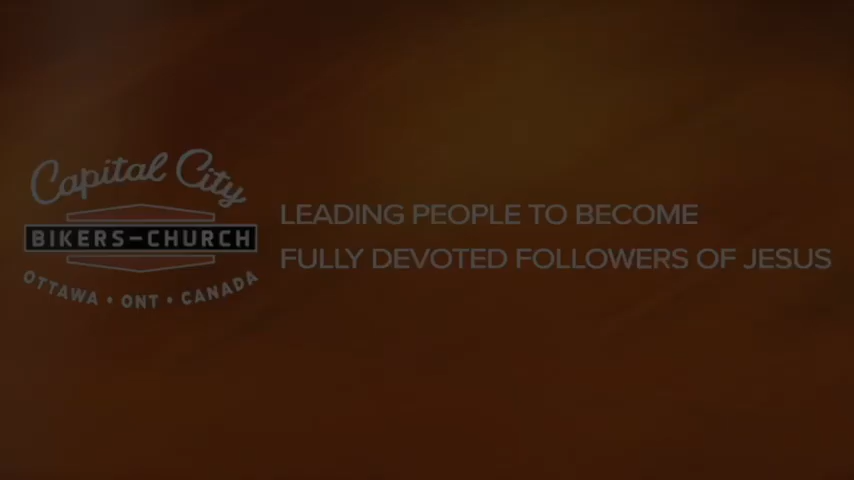 Capital City
BIKERS-CHURCH
OTTAWA • ONT • CANADA
LEADING PEOPLE TO BECOME
FULLY DEVOTED FOLLOWERS OF JESUS